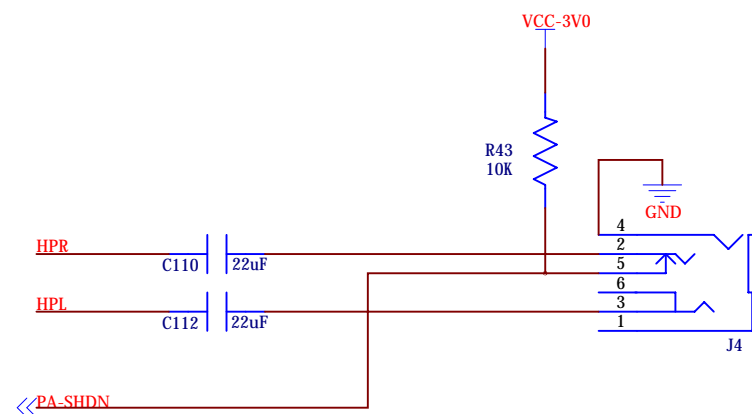 VCC-3V0
R43
10K
GND
4
HPR
2
C110
22uF
5
6
HPL
3
C112
22uF
1
J4
PA-SHDN